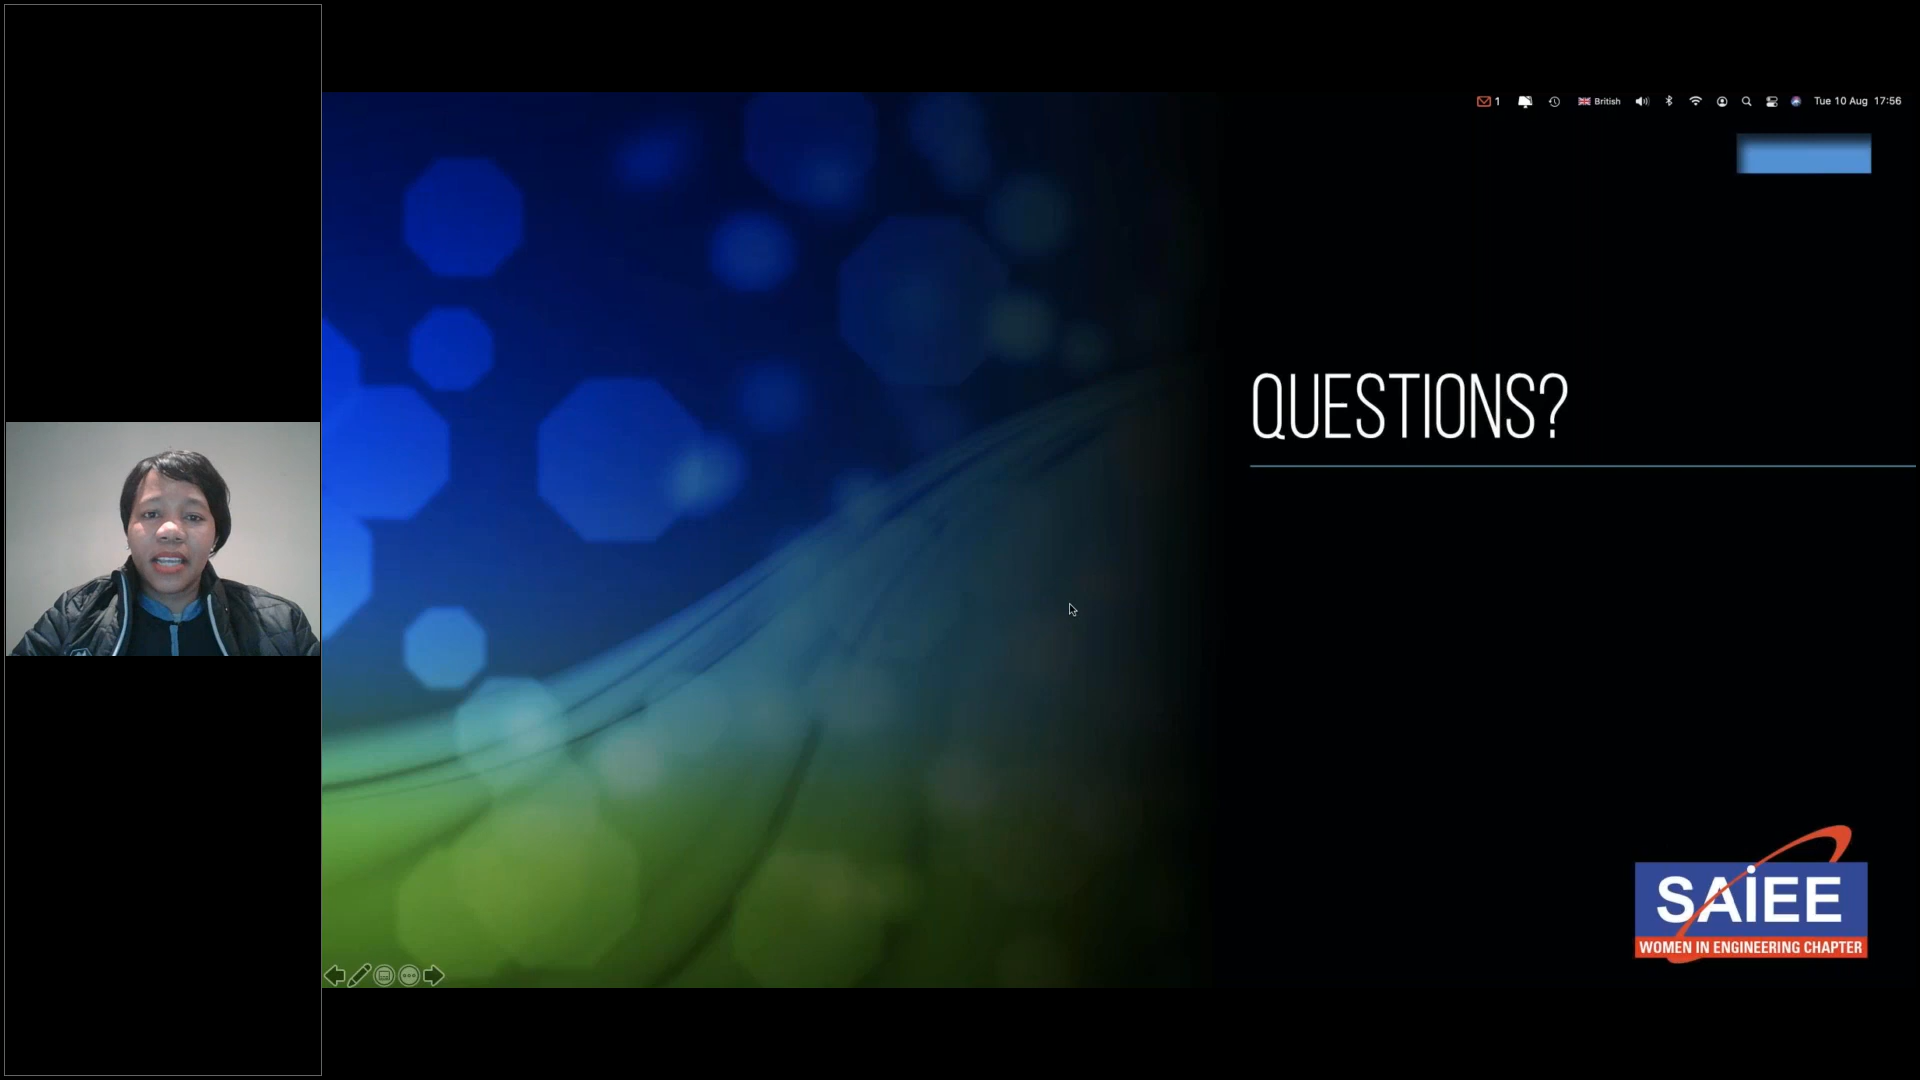 1 British Tue 10 Aug 17:56
QUESTIONS?
SAiEE
WOMEN IN ENGINEERING CHAPTER